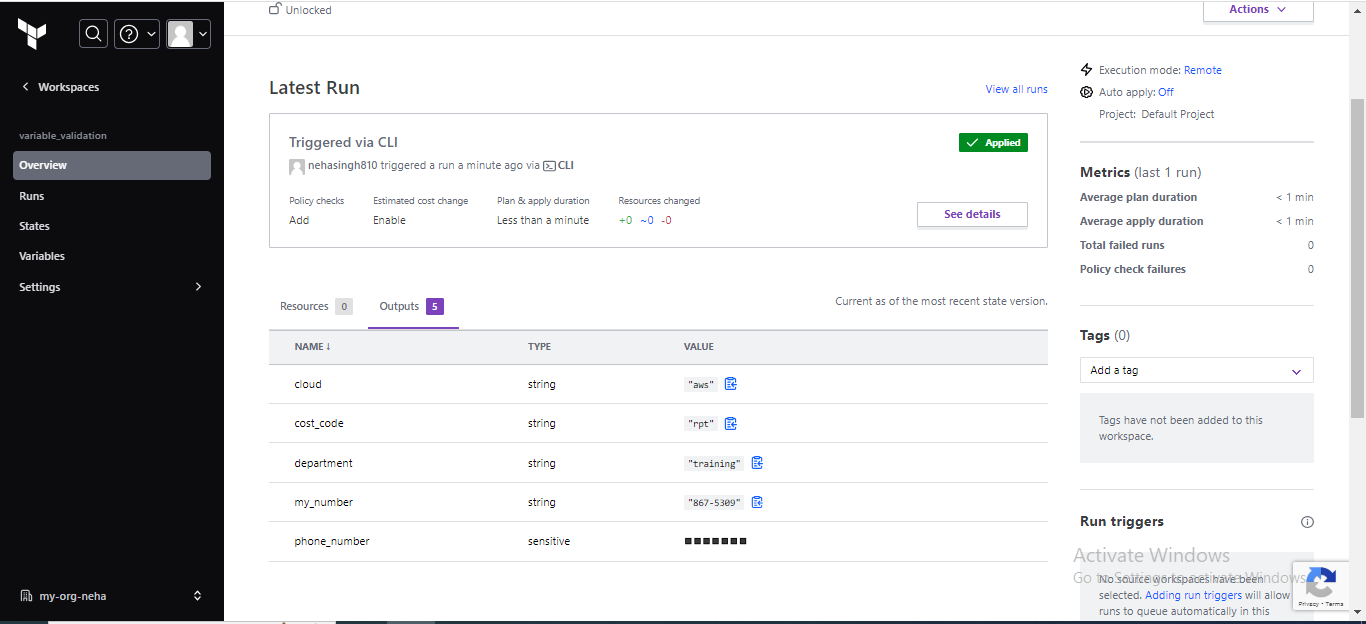 Unlocked
Actions
Workspaces
variable_validation
Overview
Runs
States
Variables
Settings
my-org-neha
Latest Run
View all runs
Triggered via CLI
Applied
nehasingh810 triggered a run a minute ago via CLI
Policy checks Estimated cost change Plan & apply duration Resources changed
Add Enable Less than a minute +0 ~0 -0
See details
Resources 0 Outputs 5
Current as of the most recent state version.
NAME ↓ TYPE VALUE
cloud string "aws"
cost_code string "rpt"
department string "training"
my_number string "867-5309"
phone_number sensitive
Execution mode: Remote
Auto apply: Off
Project: Default Project
Metrics (last 1 run)
Average plan duration < 1 min
Average apply duration < 1 min
Total failed runs 0
Policy check failures 0
Tags (0)
Add a tag
Tags have not been added to this
workspace.
Run triggers
Activate Windows
Go to Settings to activate Windows.
No source workspaces have been
selected. Adding run triggers will allow
runs to queue automatically in this
Privacy - Terms